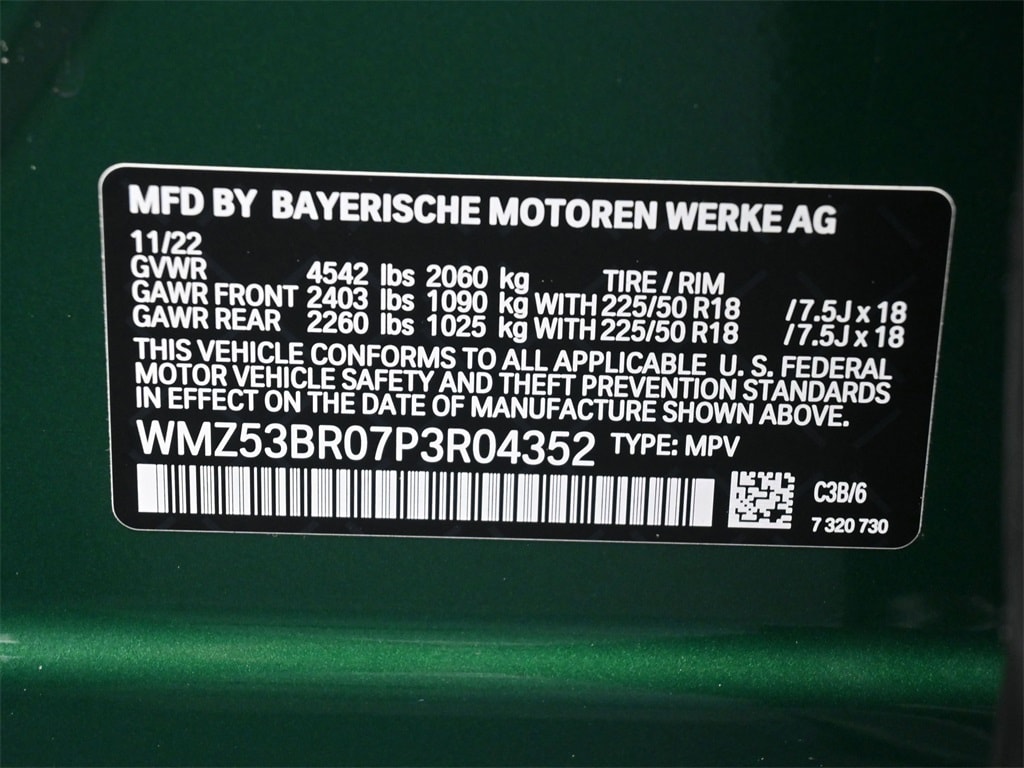 MFD BY BAYERISCHE MOTOREN WERKE AG
11/22
GVWR 4542 lbs 2060 kg TIRE / RIM
GAWR FRONT 2403 lbs 1090 kg WITH 225/50 R18 /7.5J x 18
GAWR REAR 2260 lbs 1025 kg WITH 225/50 R18 /7.5J x 18
THIS VEHICLE CONFORMS TO ALL APPLICABLE U. S. FEDERAL
MOTOR VEHICLE SAFETY AND THEFT PREVENTION STANDARDS
IN EFFECT ON THE DATE OF MANUFACTURE SHOWN ABOVE.
WMZ53BR07P3R04352 TYPE: MPV
C3B/6
7 320 730